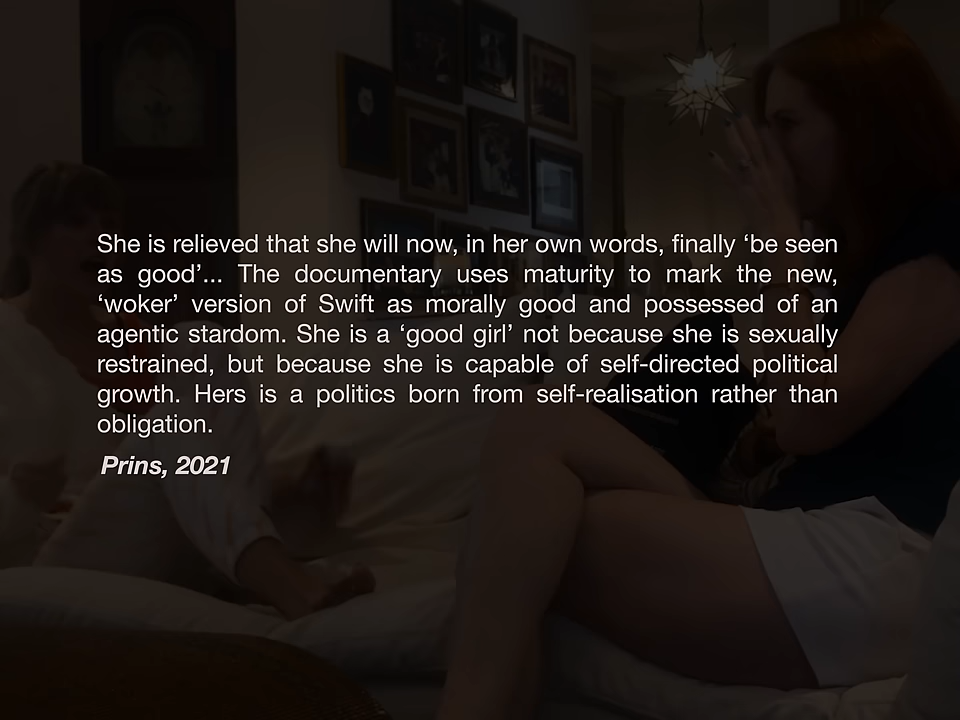 She is relieved that she will now, in her own words, finally ‘be seen
as good’... The documentary uses maturity to mark the new,
‘woker’ version of Swift as morally good and possessed of an
agentic stardom. She is a ‘good girl’ not because she is sexually
restrained, but because she is capable of self-directed political
growth. Hers is a politics born from self-realisation rather than
obligation.
Prins, 2021